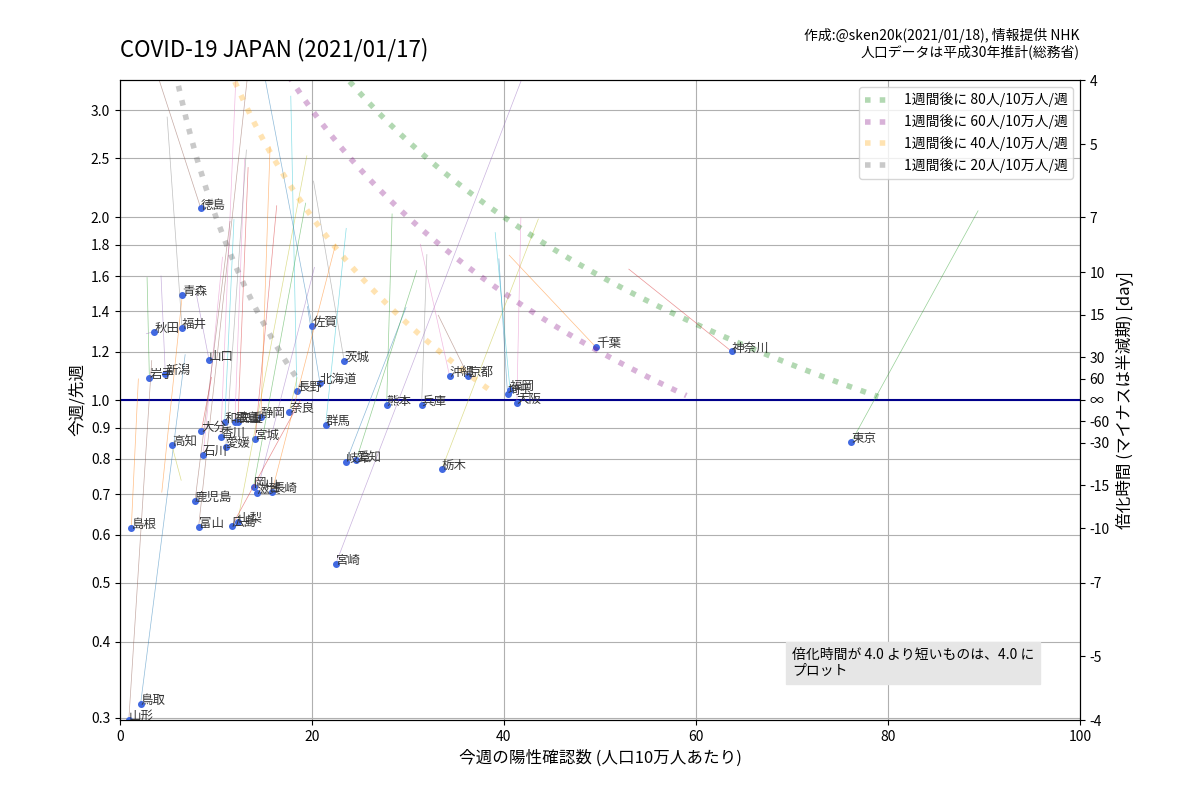 COVID-19 JAPAN (2021/01/17)
作成:@sken20k(2021/01/18), 情報提供 NHK
人口データは平成30年推計(総務省)
1週間後に 80人/10万人/週
1週間後に 60人/10万人/週
1週間後に 40人/10万人/週
1週間後に 20人/10万人/週
今週/先週
3.0
2.5
2.0
1.8
1.6
1.4
1.2
1.0
0.9
0.8
0.7
0.6
0.5
0.4
0.3
徳島
青森
秋田
福井
佐賀
千葉
神奈川
山口
茨城
新潟
岩手
沖縄
京都
北海道
長野
福岡
大阪
熊本
兵庫
奈良
静岡
群馬
大分
香川
宮城
東京
高知
愛媛
石川
岐阜
愛知
栃木
岡山
長崎
鹿児島
山梨
広島
富山
島根
宮崎
鳥取
山形
倍化時間が 4.0 より短いものは、4.0 に
プロット
4
5
7
10
15
30
60
∞
-60
-30
-15
-10
-7
-5
-4
倍化時間 (マイナスは半減期) [day]
0
20
40
60
80
100
今週の陽性確認数 (人口10万人あたり)